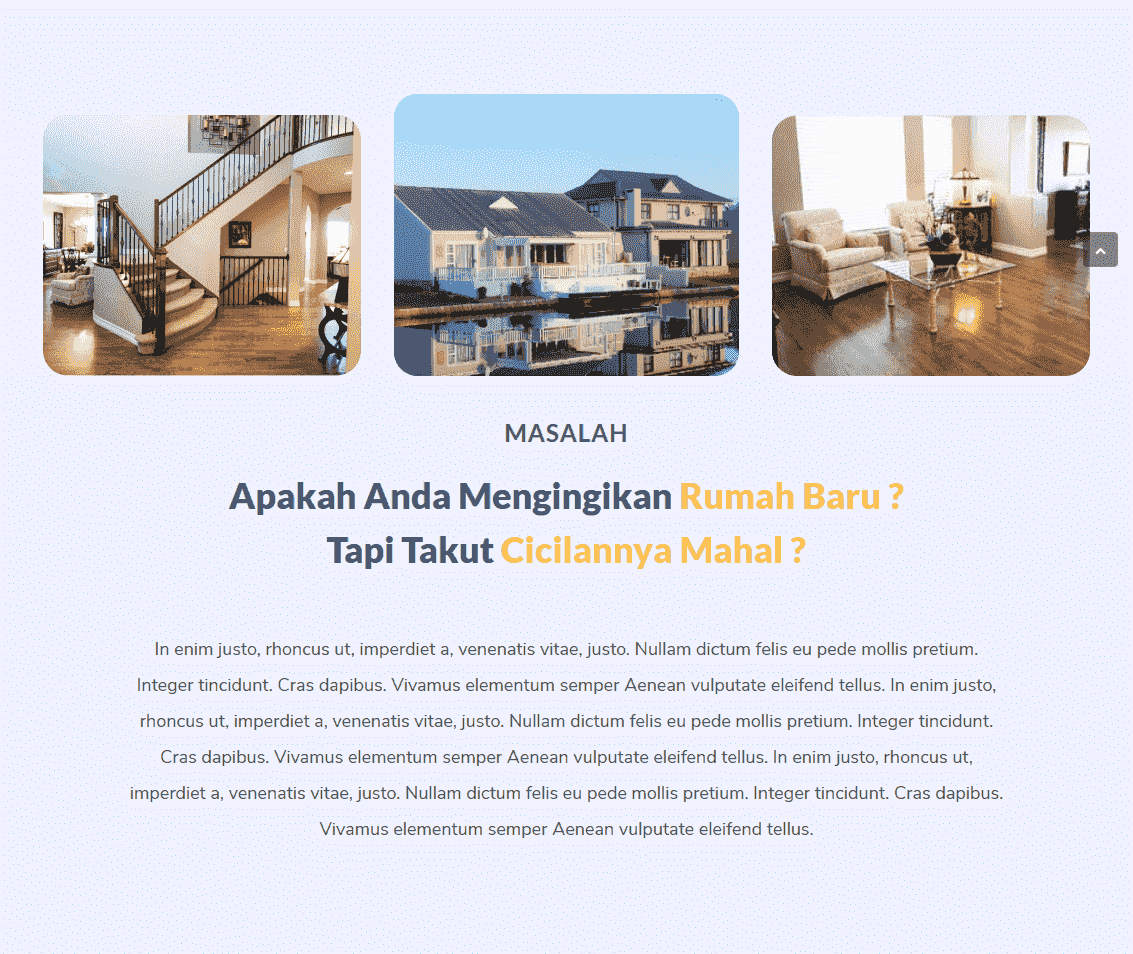 MASALAH
Apakah Anda Mengingikan Rumah Baru ?
Tapi Takut Cicilannya Mahal ?
In enim justo, rhoncus ut, imperdiet a, venenatis vitae, justo. Nullam dictum felis eu pede mollis pretium.
Integer tincidunt. Cras dapibus. Vivamus elementum semper Aenean vulputate eleifend tellus. In enim justo,
rhoncus ut, imperdiet a, venenatis vitae, justo. Nullam dictum felis eu pede mollis pretium. Integer tincidunt.
Cras dapibus. Vivamus elementum semper Aenean vulputate eleifend tellus. In enim justo, rhoncus ut,
imperdiet a, venenatis vitae, justo. Nullam dictum felis eu pede mollis pretium. Integer tincidunt. Cras dapibus.
Vivamus elementum semper Aenean vulputate eleifend tellus.